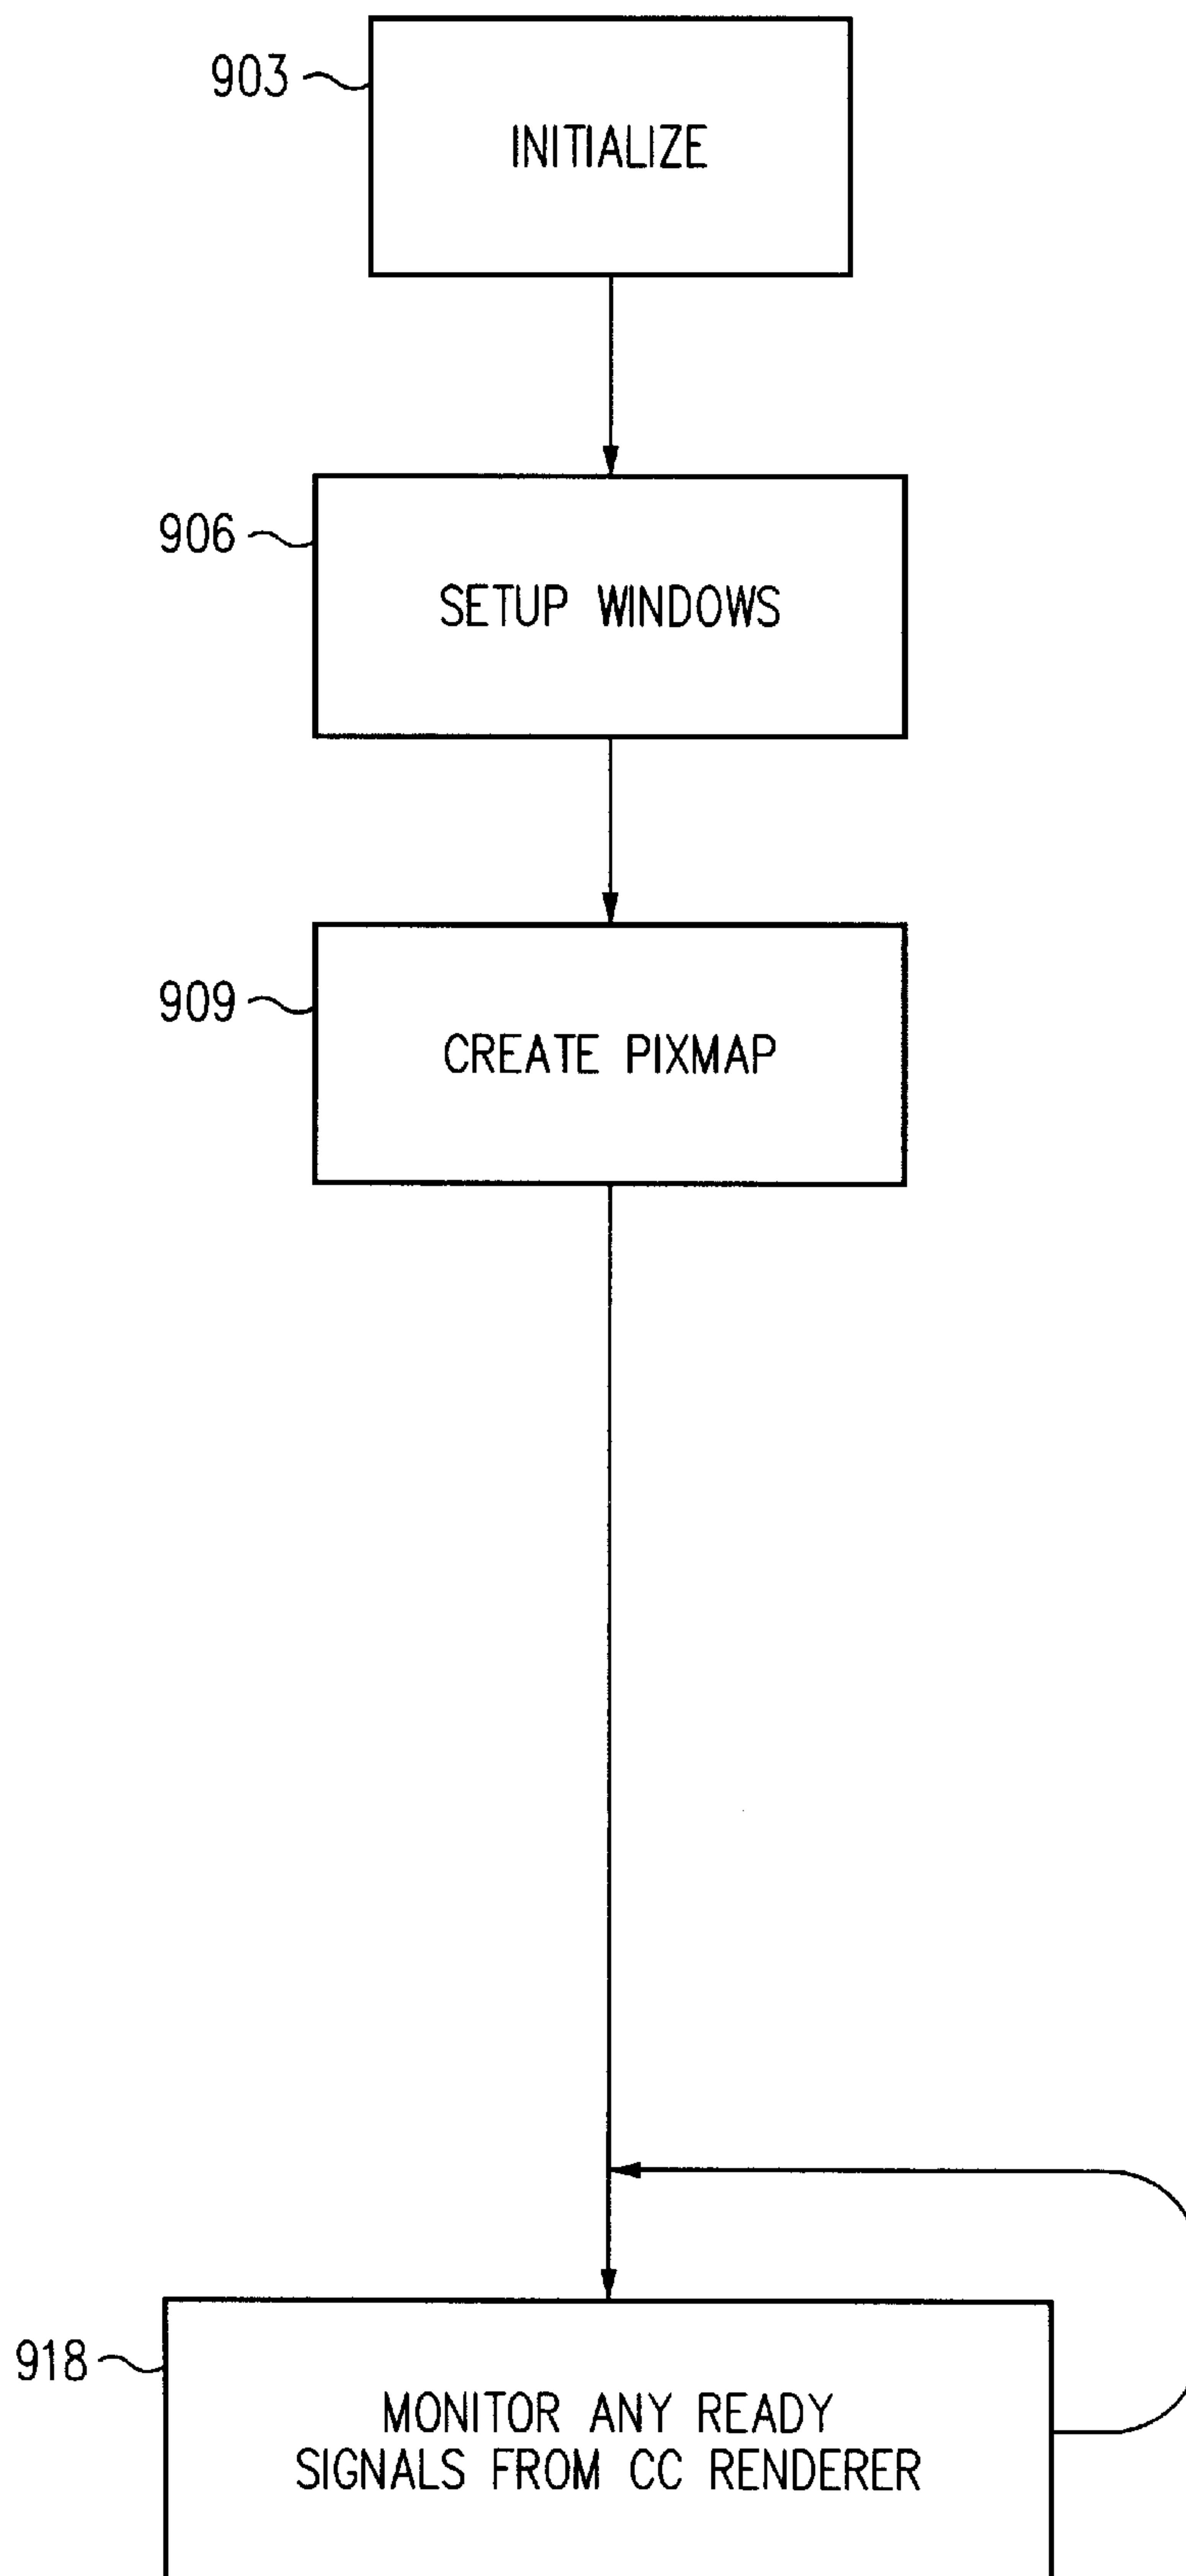 903
INITIALIZE
906
SETUP WINDOWS
909
CREATE PIXMAP
918
MONITOR ANY READY
SIGNALS FROM CC RENDERER